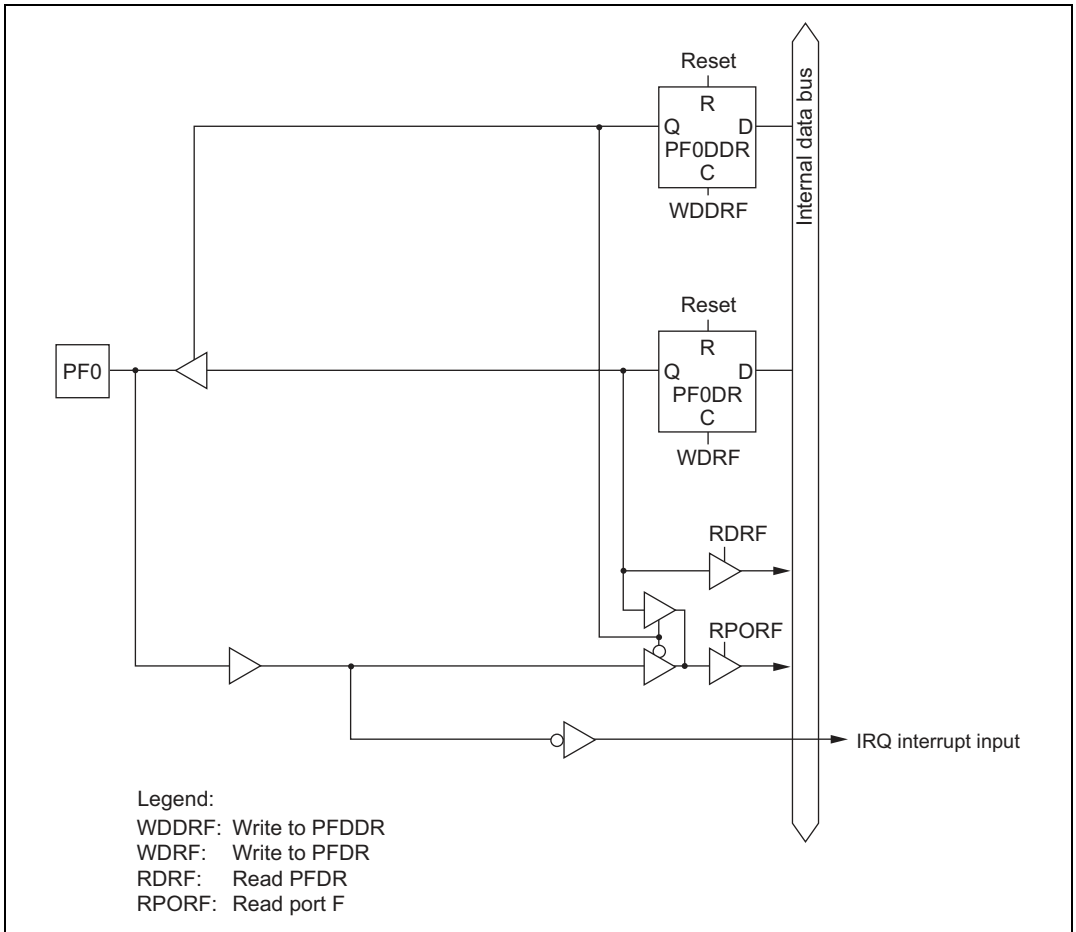 Reset
R
Q D
PF0DDR
C
WDDRF
Internal data bus
Reset
R
PF0
Q D
PF0DR
C
WDRF
RDRF
RPORF
IRQ interrupt input
Legend:
WDDRF: Write to PFDDR
WDRF: Write to PFDR
RDRF: Read PFDR
RPORF: Read port F